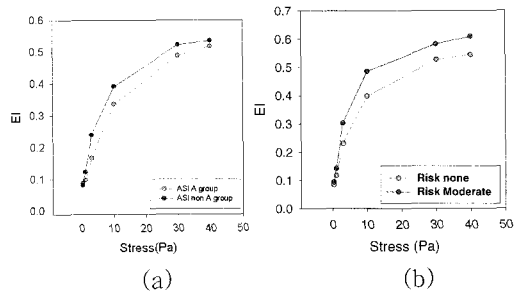 0.6
0.5
0.4
0.3
0.2
0.1
0.0
EI
ASI A group
ASI non A group
0 10 20 30 40 50
Stress(Pa)
(a)
0.7
0.6
0.5
0.4
0.3
0.2
0.1
0.0
EI
Risk none
Risk Moderate
0 10 20 30 40 50
Stress (Pa)
(b)